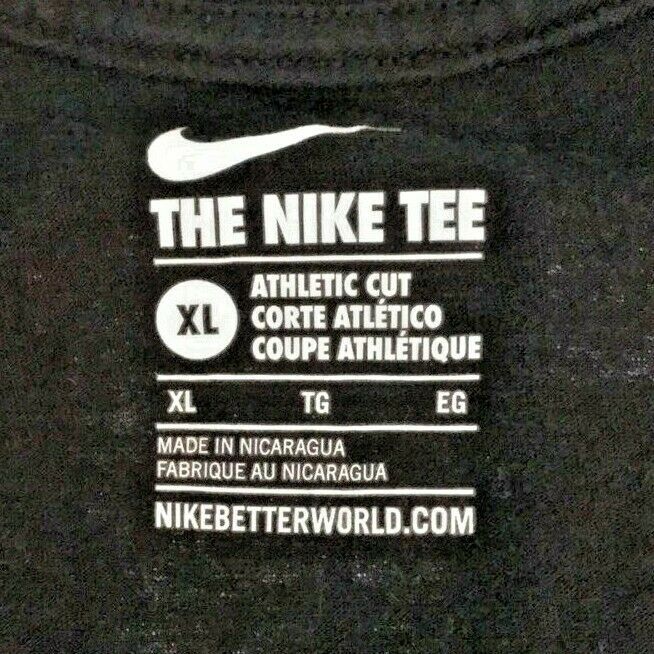 THE NIKE TEE
XL
ATHLETIC CUT
CORTE ATLÉTICO
COUPE ATHLÉTIQUE
XL TG EG
MADE IN NICARAGUA
FABRIQUE AU NICARAGUA
NIKEBETTERWORLD.COM